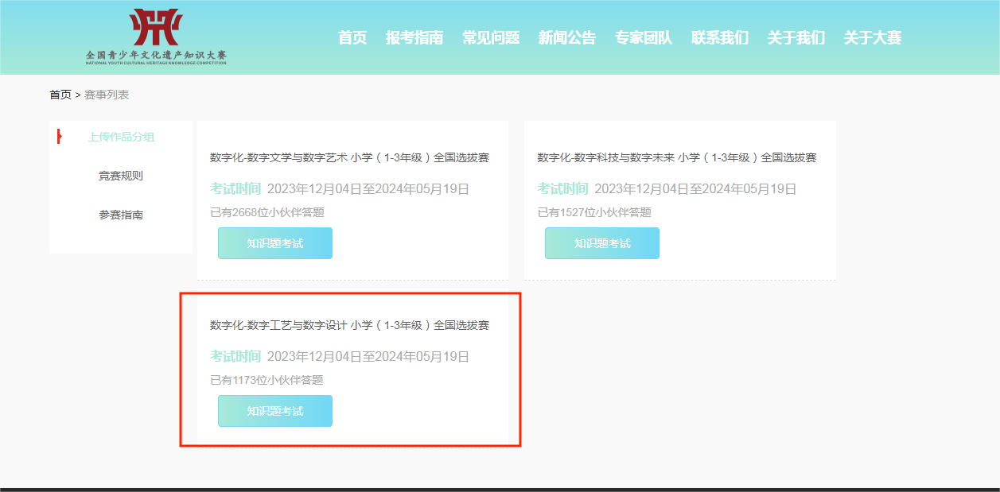 全国青少年文化遗产知识大赛
NATIONAL YOUTH CULTURAL HERITAGE KNOWLEDGE COMPETITION
首页 报考指南 常见问题 新闻公告 专家团队 联系我们 关于我们 关于大赛
首页 > 赛事列表
上传作品分组
竞赛规则
参赛指南
数字化-数字文学与数字艺术 小学（1-3年级）全国选拔赛
考试时间 2023年12月04日至2024年05月19日
已有2668位小伙伴答题
知识题考试
数字化-数字科技与数字未来 小学（1-3年级）全国选拔赛
考试时间 2023年12月04日至2024年05月19日
已有1527位小伙伴答题
知识题考试
数字化-数字工艺与数字设计 小学（1-3年级）全国选拔赛
考试时间 2023年12月04日至2024年05月19日
已有1173位小伙伴答题
知识题考试